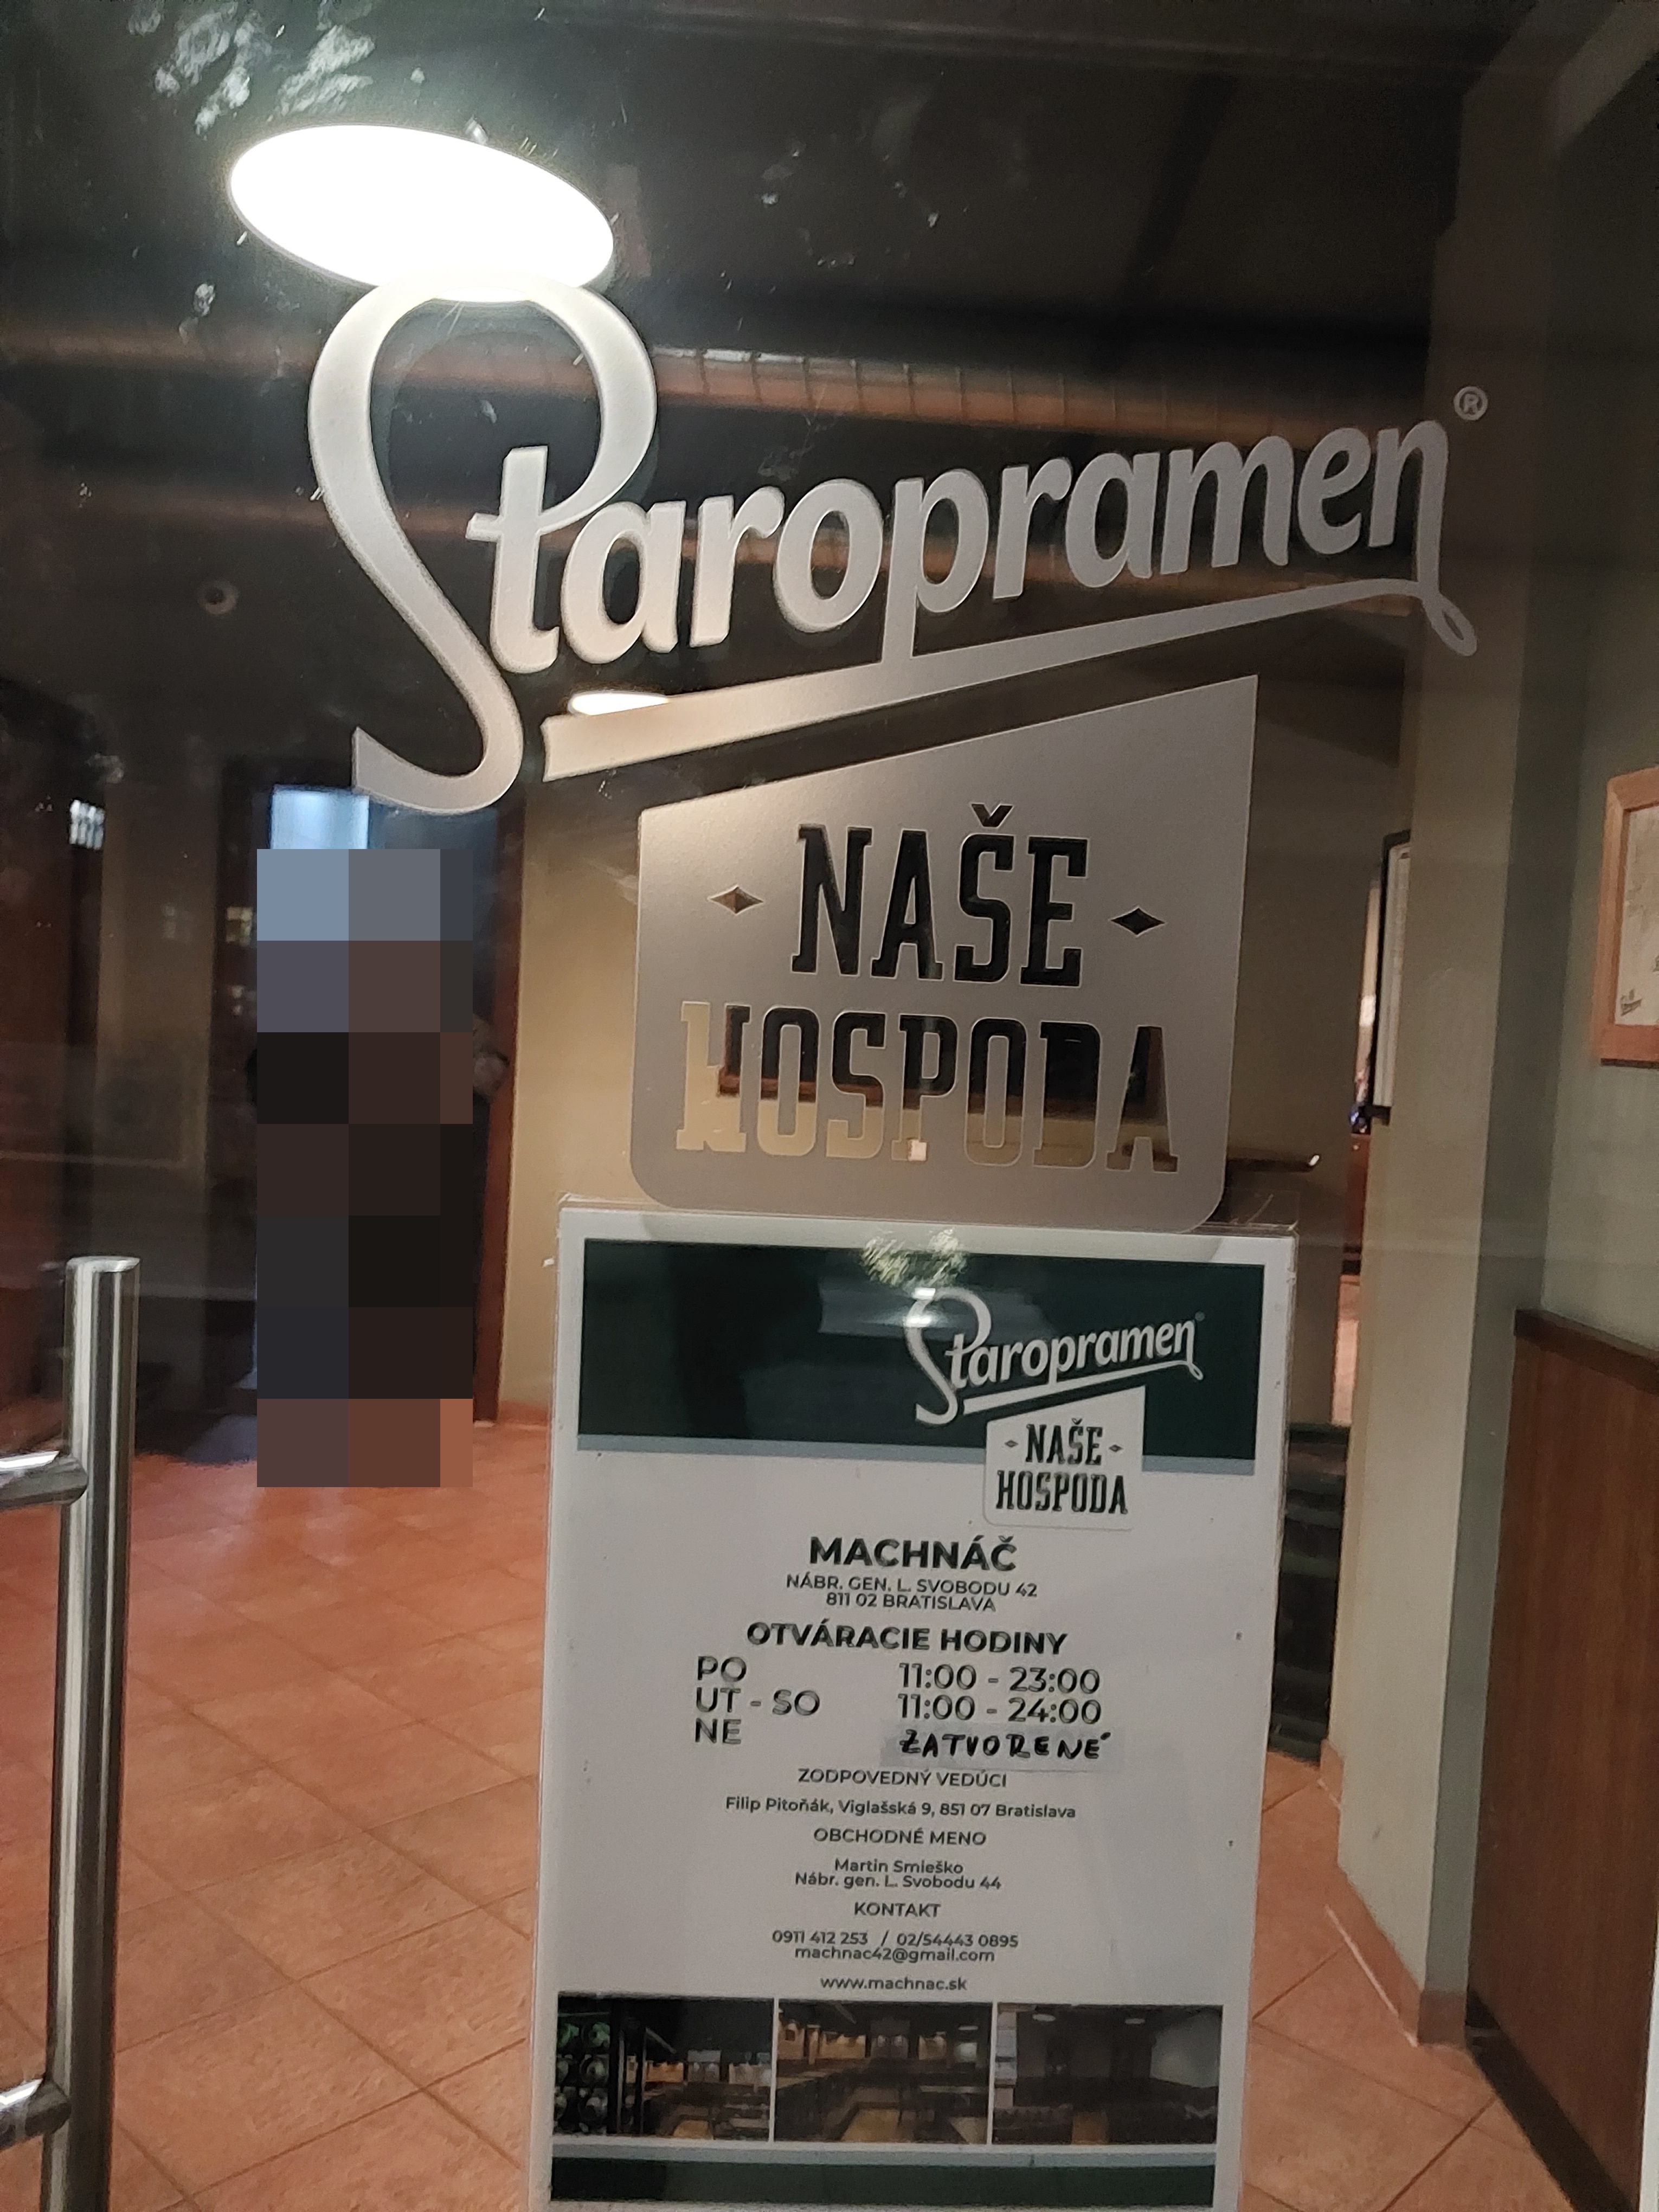 Staropramen®
NAŠE
HOSPODA
Staropramen
NAŠE
HOSPODA
MACHNÁČ
NÁBR. GEN. L. SVOBODU 42
811 02 BRATISLAVA
OTVÁRACIE HODINY
PO 11:00 - 23:00
UT - SO 11:00 - 24:00
NE ZATVORENÉ
ZODPOVEDNÝ VEDÚCI
Filip Pitoňák, Viglašská 9, 851 07 Bratislava
OBCHODNÉ MENO
Martin Smieško
Nábr. gen. L. Svobodu 44
KONTAKT
0911 412 253 / 02/54443 0895
machnac42@gmail.com
www.machnac.sk